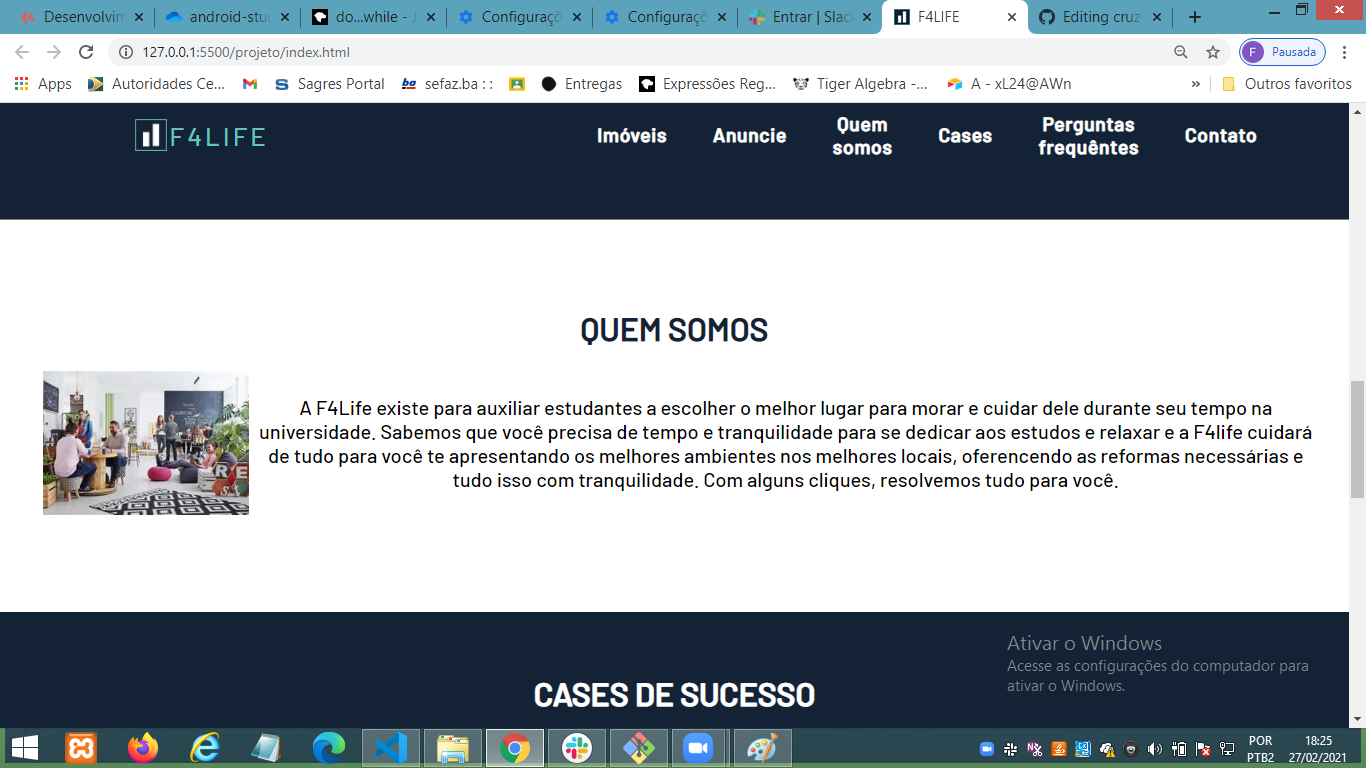 Desenvolvim
android-stud
do...while - J
Configuraçõ
Configuraçõ
Entrar | Slac
F4LIFE
Editing cruz
127.0.0.1:5500/projeto/index.html
F
Pausada
Apps
Autoridades Ce...
Sagres Portal
ba
sefaz.ba : :
Entregas
Expressões Reg...
Tiger Algebra -...
A - xL24@AWn
»
Outros favoritos
F4LIFE
Imóveis
Anuncie
Quem
somos
Cases
Perguntas
frequêntes
Contato
QUEM SOMOS
A F4Life existe para auxiliar estudantes a escolher o melhor lugar para morar e cuidar dele durante seu tempo na
universidade. Sabemos que você precisa de tempo e tranquilidade para se dedicar aos estudos e relaxar e a F4life cuidará
de tudo para você te apresentando os melhores ambientes nos melhores locais, oferencendo as reformas necessárias e
tudo isso com tranquilidade. Com alguns cliques, resolvemos tudo para você.
CASES DE SUCESSO
Ativar o Windows
Acesse as configurações do computador para
ativar o Windows.
POR
PTB2
18:25
27/02/2021